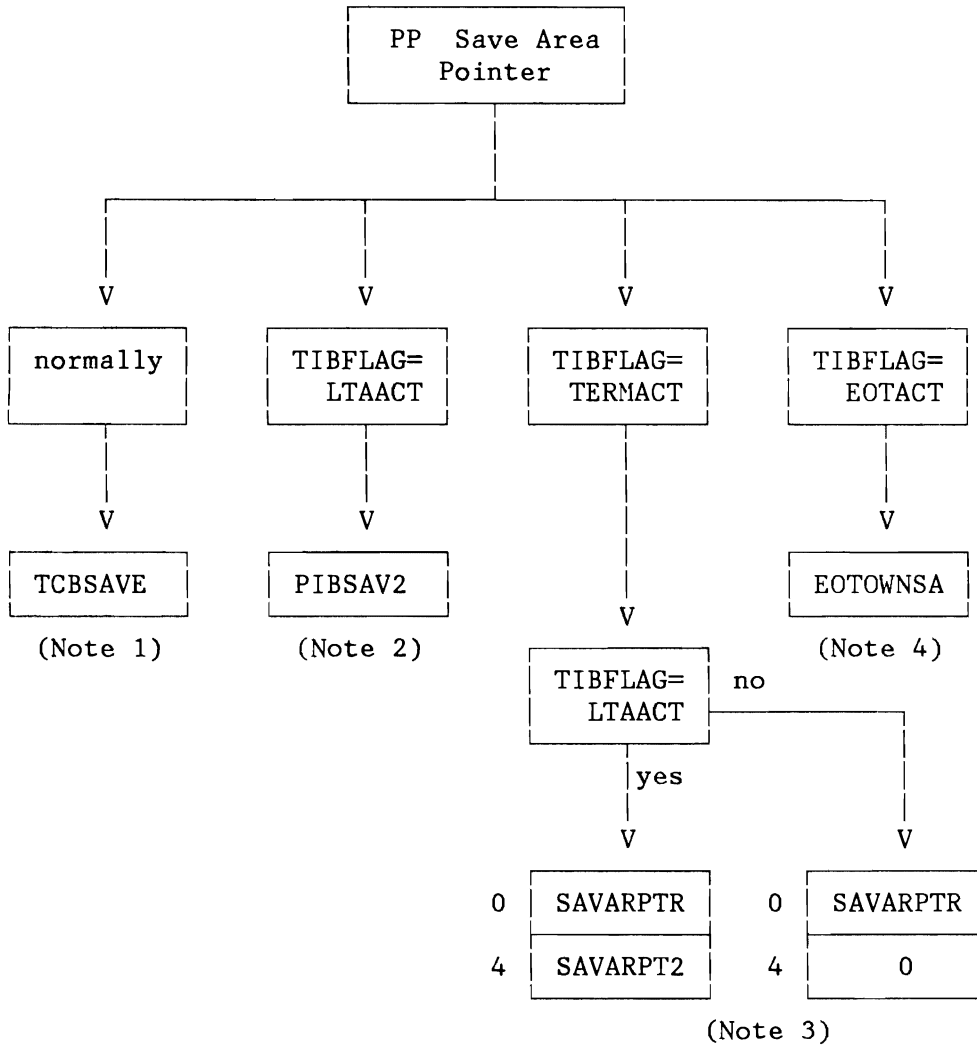 PP Save Area
Pointer
V V V V
normally TIBFLAG= TIBFLAG= TIBFLAG=
LTAACT TERMACT EOTACT
V V V
TCBSAVE PIBSAV2 EOTOWNSA
V
(Note 1) (Note 2) (Note 4)
TIBFLAG= no
LTAACT
yes
V V
0 SAVARPTR 0 SAVARPTR
4 SAVARPT2 4 0
(Note 3)